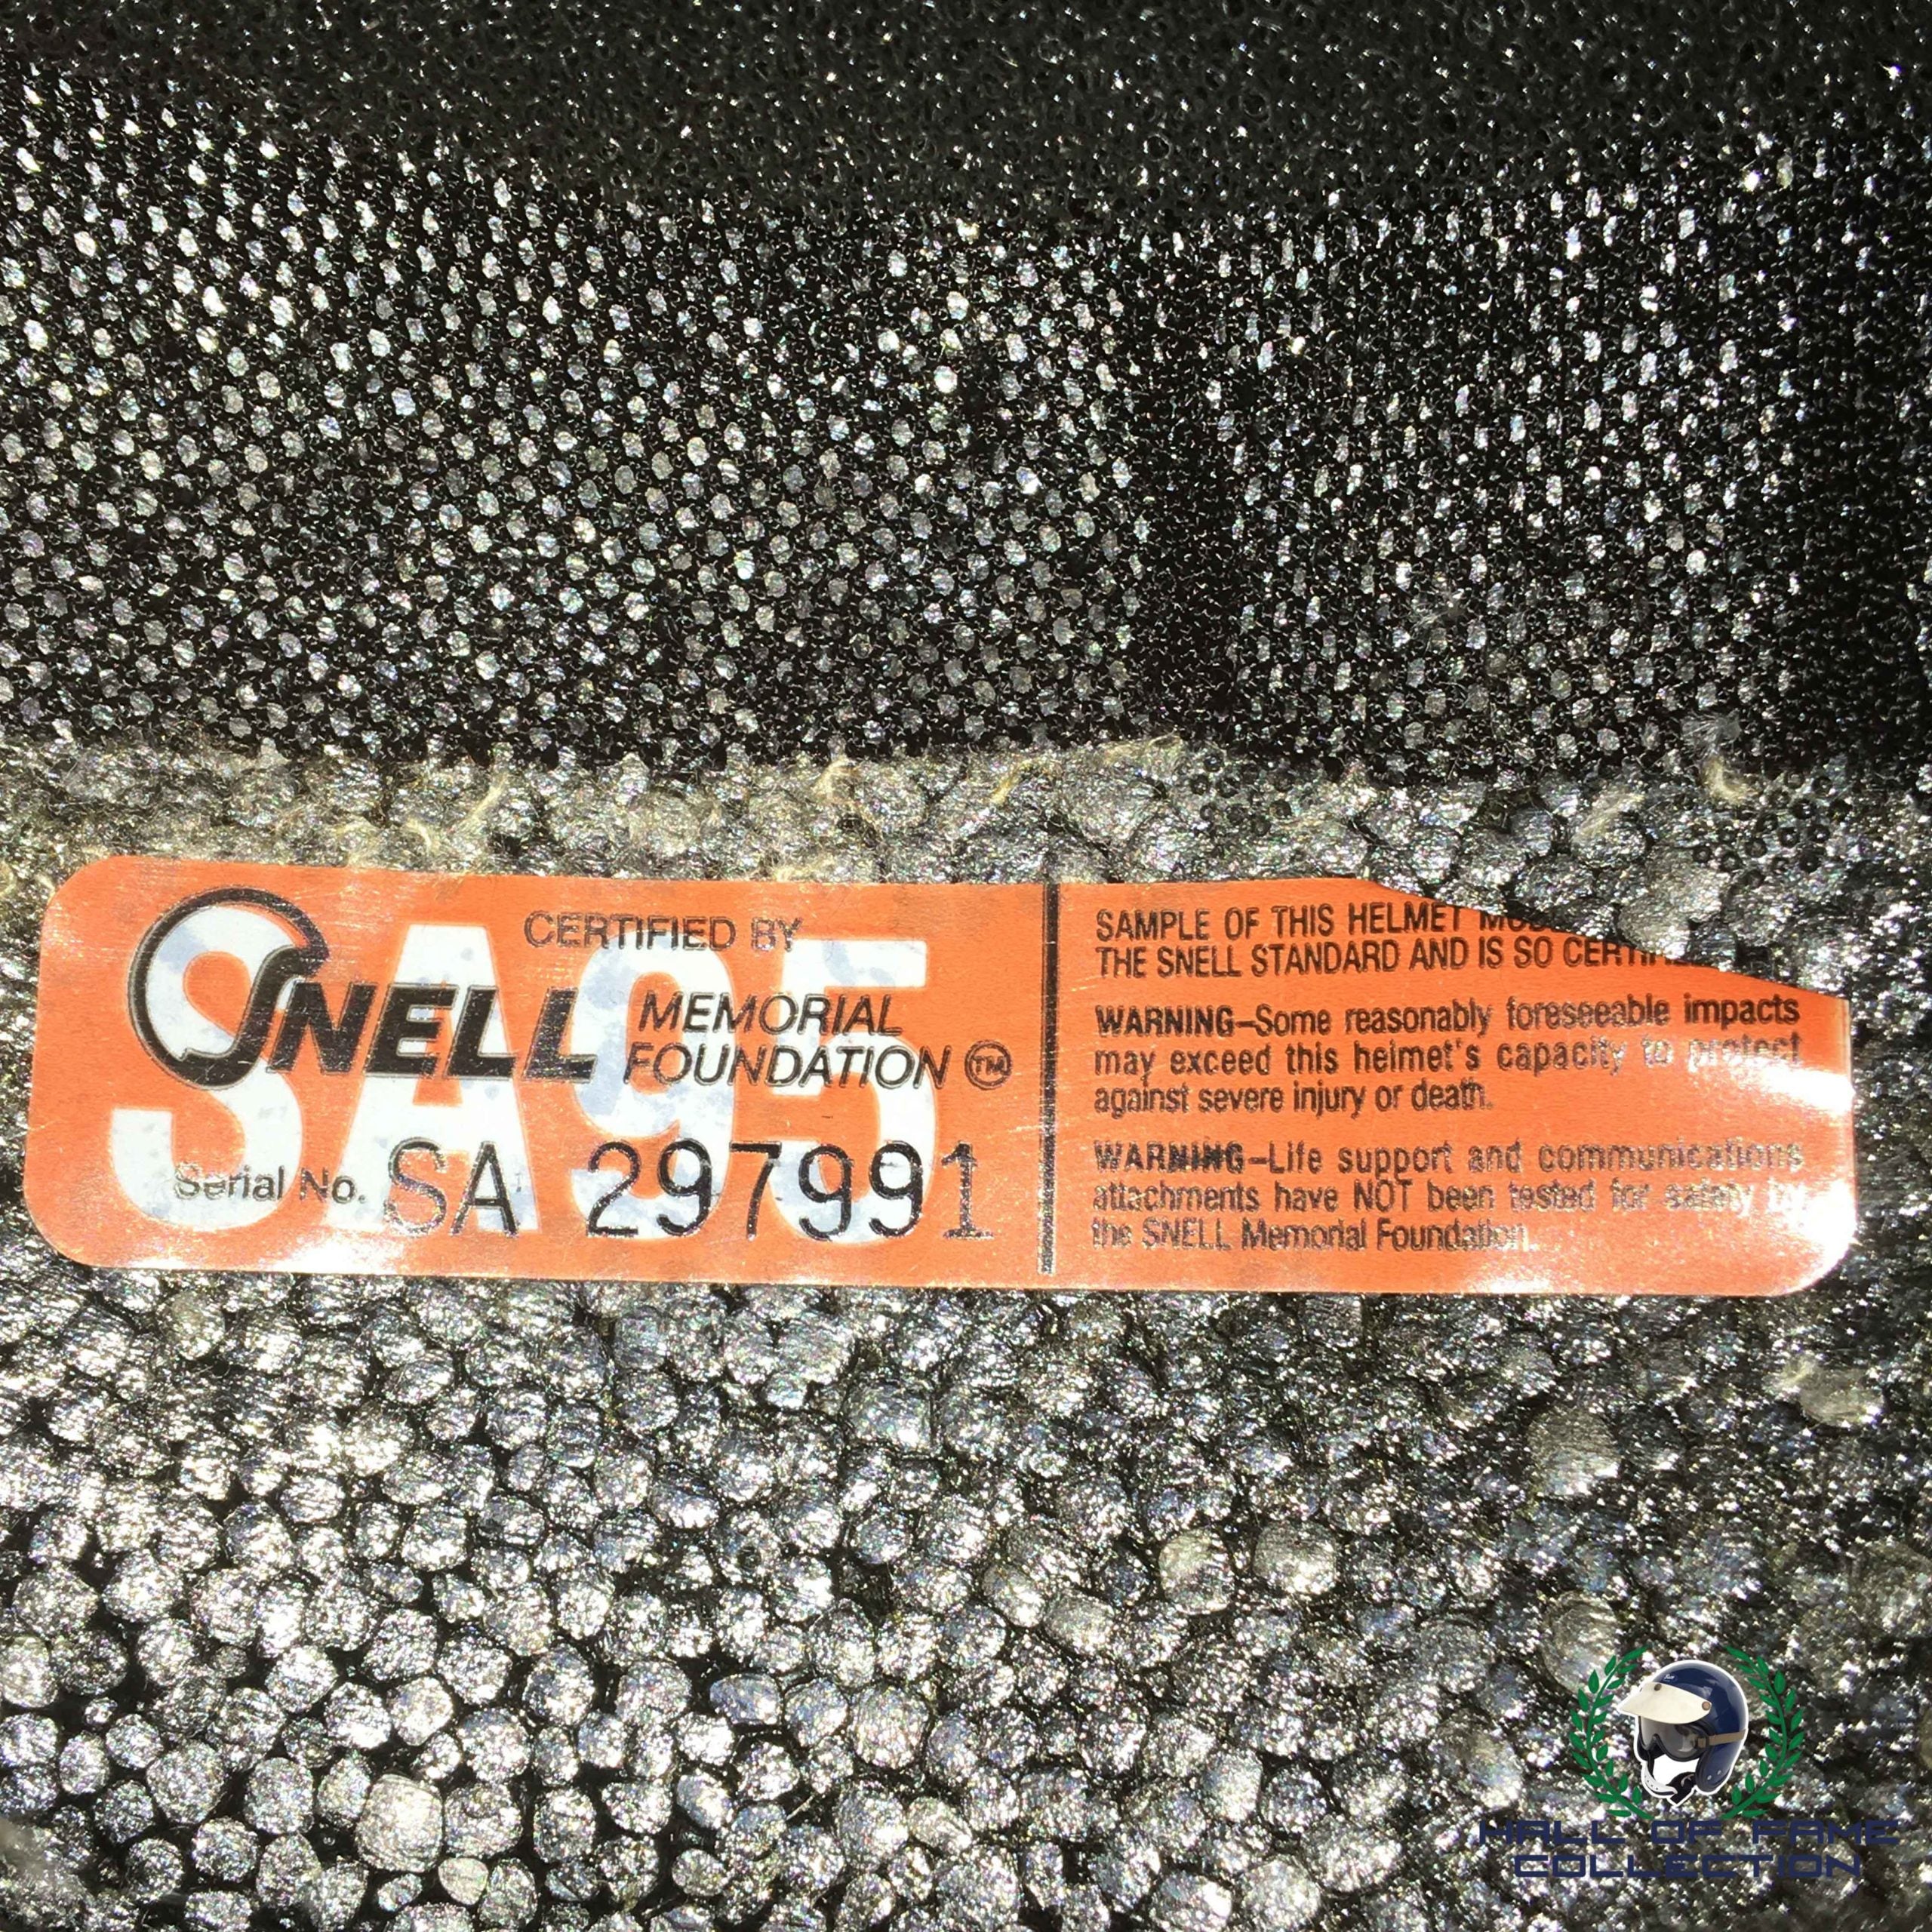 SA95
CERTIFIED BY
SNELL MEMORIAL
FOUNDATION TM
Serial No. SA 297991
SAMPLE OF THIS HELMET
THE SNELL STANDARD AND IS SO
WARNING–Some reasonably foreseeable impacts
may exceed this helmet's capacity to protect
against severe injury or death.
WARNING–Life support and communications
attachments have NOT been tested for safety by
the SNELL Memorial Foundation.
HALL OF FAME
COLLECTION